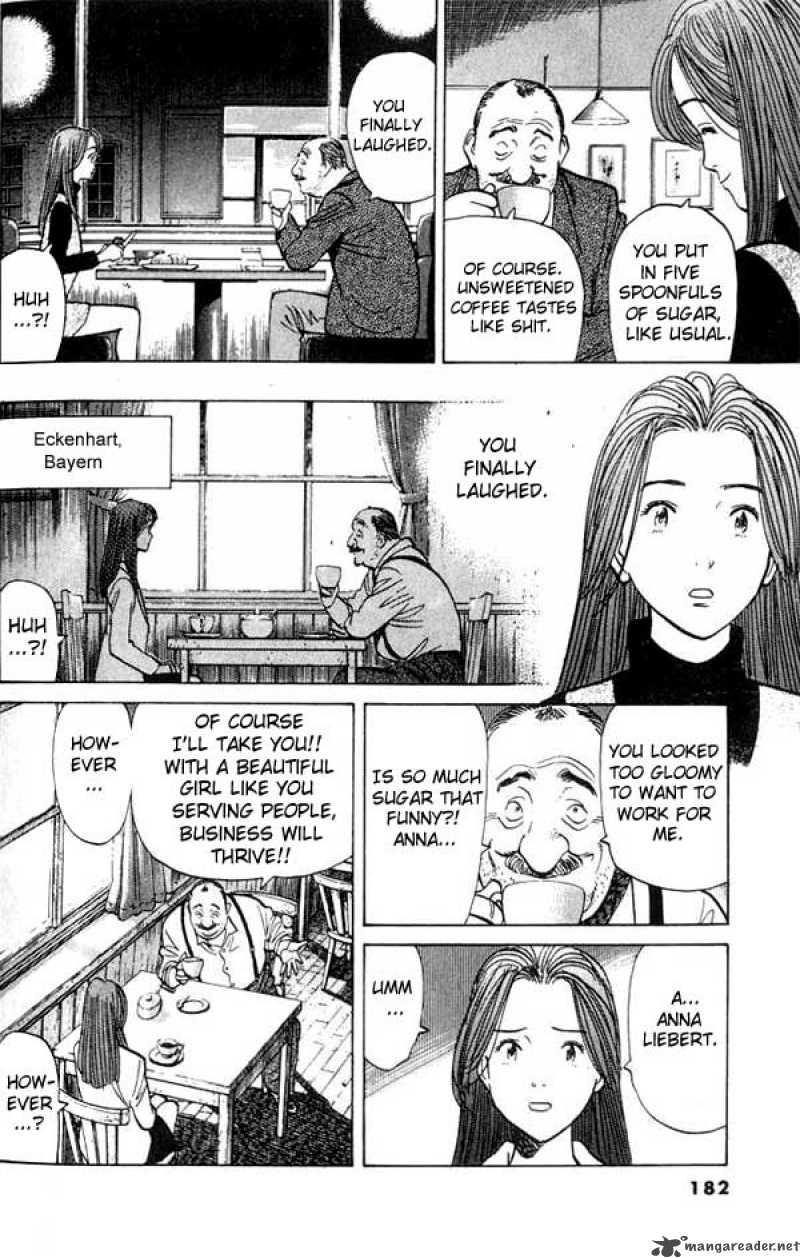 YOU PUT
IN FIVE
SPOONFULS
OF SUGAR,
LIKE USUAL.
OF COURSE.
UNSWEETENED
COFFEE TASTES
LIKE SHIT.
YOU
FINALLY
LAUGHED.
HUH
...?!
YOU
FINALLY
LAUGHED.
Eckenhart,
Bayern
HUH
...?!
YOU LOOKED
TOO GLOOMY
TO WANT TO
WORK FOR
ME.
IS SO MUCH
SUGAR THAT
FUNNY?!
ANNA...
A...
ANNA
LIEBERT.
UMM
...
OF COURSE
I'LL TAKE YOU!!
WITH A BEAUTIFUL
GIRL LIKE YOU
SERVING PEOPLE,
BUSINESS WILL
THRIVE!!
HOW-
EVER
...
HOW-
EVER
...?
182
mangareader.net